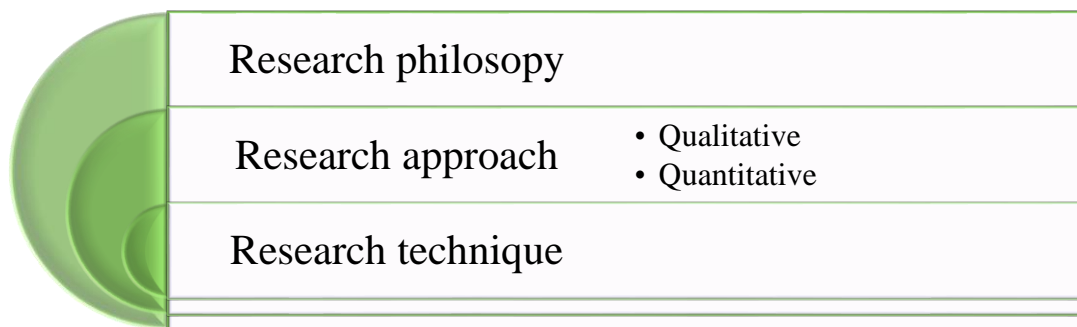 Research philosopy
Research approach
• Qualitative
• Quantitative
Research technique